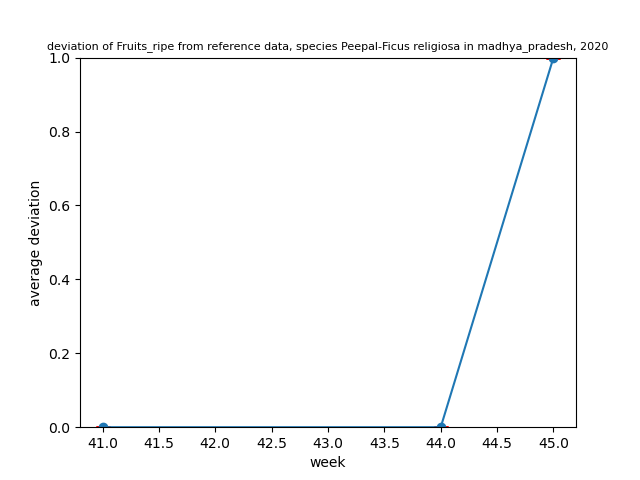 deviation of Fruits_ripe from reference data, species Peepal-Ficus religiosa in madhya_pradesh, 2020
1.0
0.8
0.6
0.4
0.2
0.0
average deviation
41.0 41.5 42.0 42.5 43.0 43.5 44.0 44.5 45.0
week